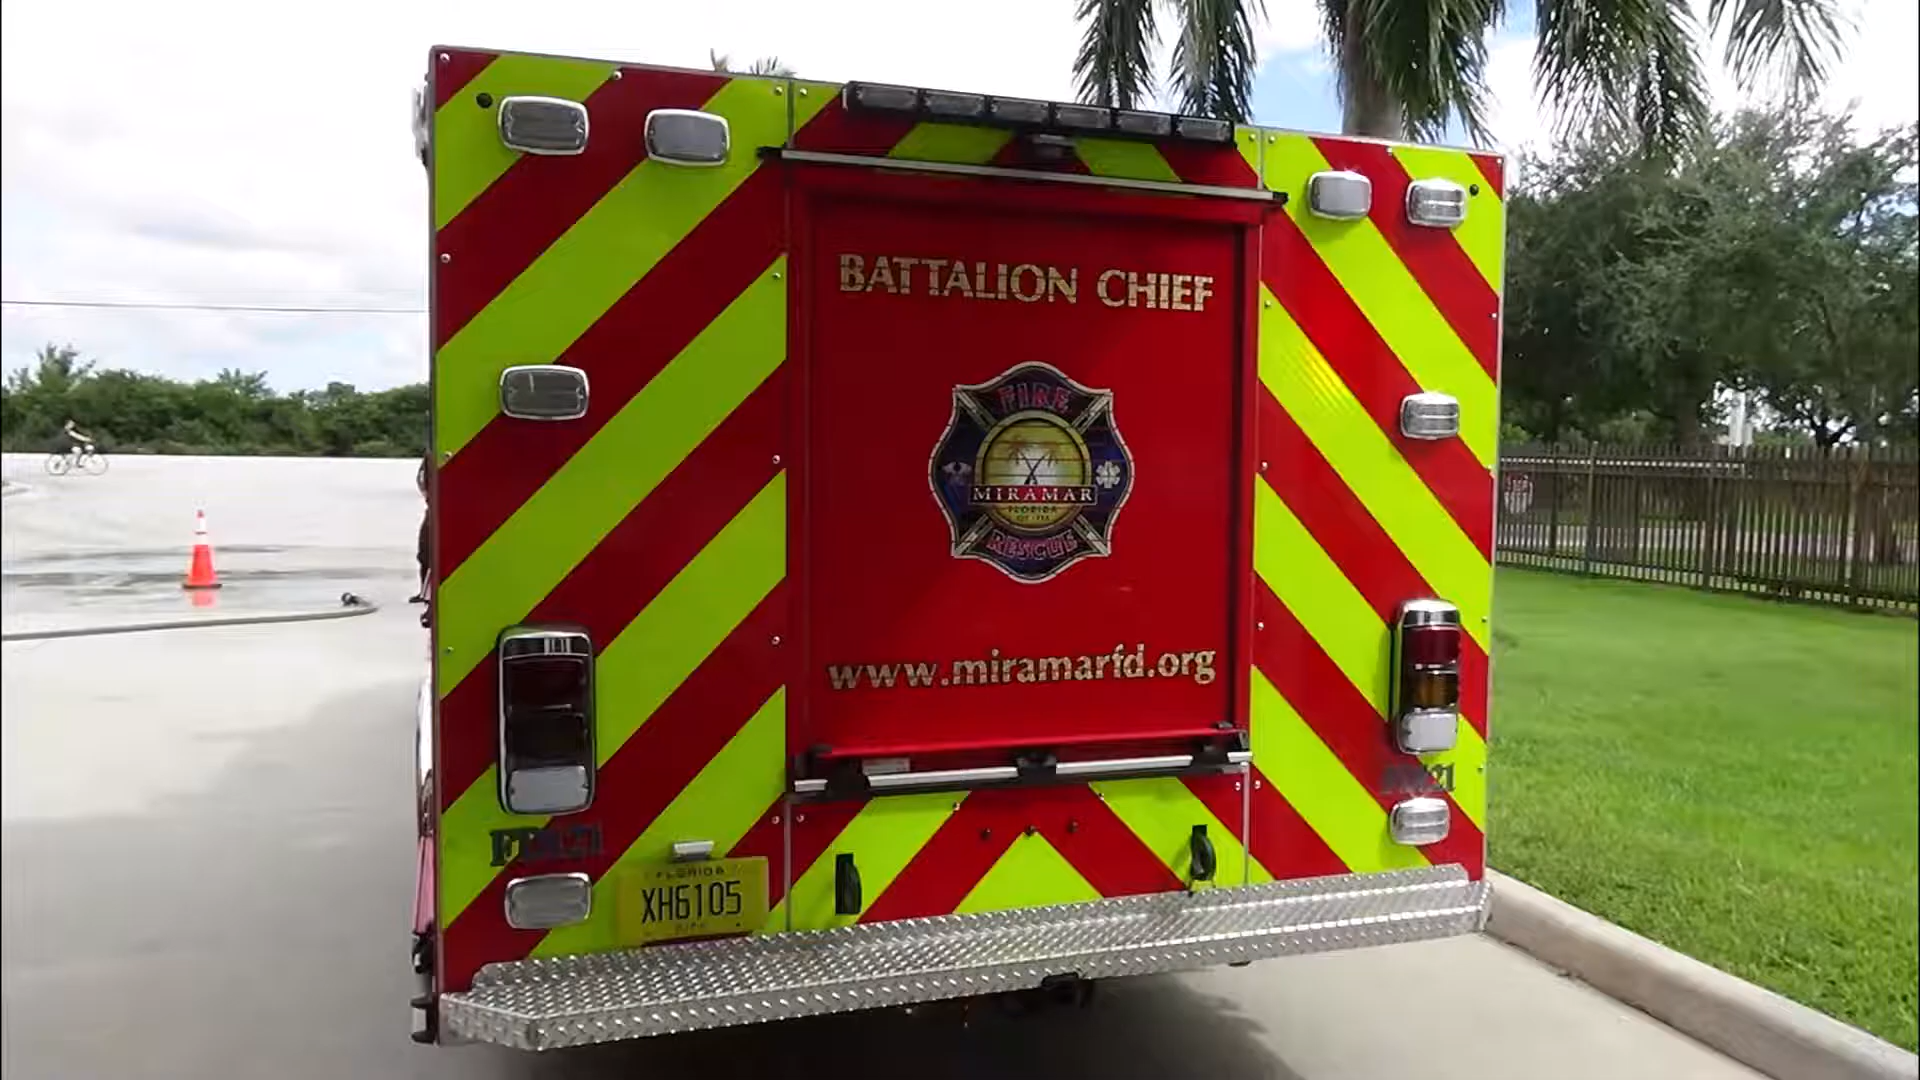 BATTALION CHIEF
FIRE
MIRAMAR
FLORIDA
RESCUE
www.miramarfd.org
FLORIDA
XH6105